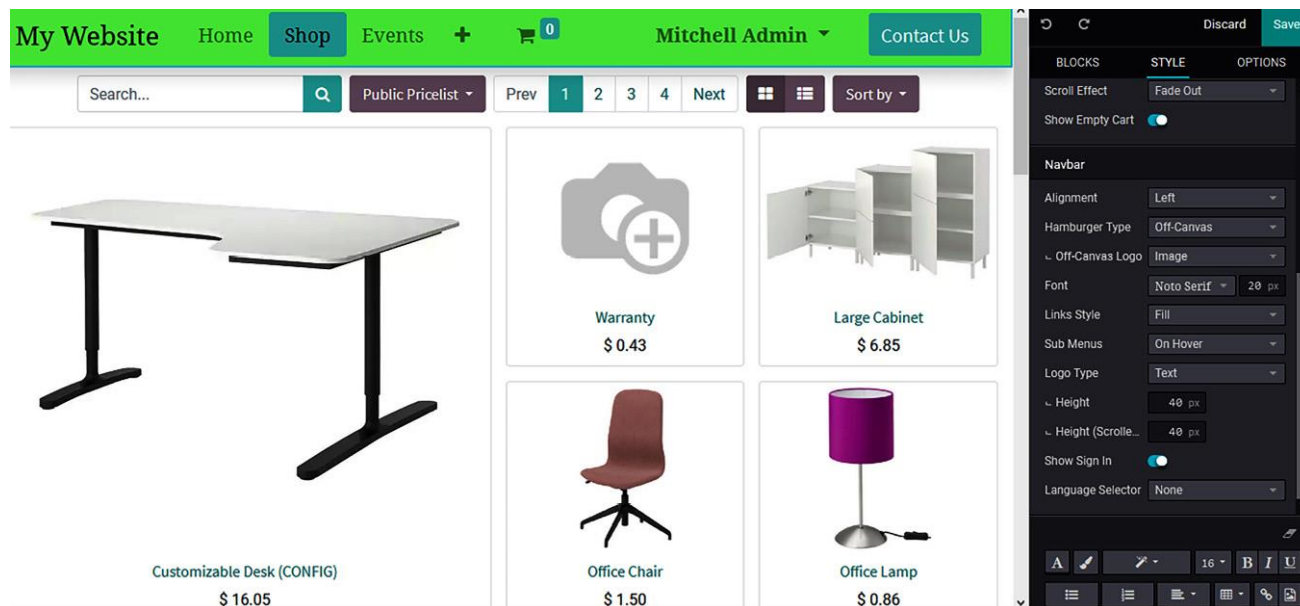 My Website Home Shop Events + 0 Mitchell Admin Contact Us
Search... Public Pricelist Prev 1 2 3 4 Next Sort by
Warranty
$ 0.43
Large Cabinet
$ 6.85
Customizable Desk (CONFIG)
$ 16.05
Office Chair
$ 1.50
Office Lamp
$ 0.86
Discard Save
BLOCKS STYLE OPTIONS
Scroll Effect Fade Out
Show Empty Cart
Navbar
Alignment Left
Hamburger Type Off-Canvas
Off-Canvas Logo Image
Font Noto Serif 20 px
Links Style Fill
Sub Menus On Hover
Logo Type Text
Height 40 px
Height (Scrolle... 40 px
Show Sign In
Language Selector None
A 16 B I U